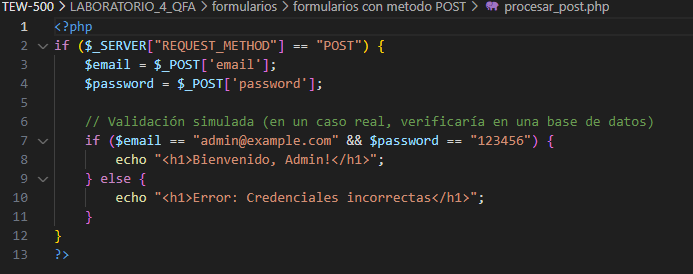 TEW-500 > LABORATORIO_4_QFA > formularios > formularios con metodo POST > procesar_post.php
1 <?php
2 if ($_SERVER["REQUEST_METHOD"] == "POST") {
3     $email = $_POST['email'];
4     $password = $_POST['password'];
5
6     // Validación simulada (en un caso real, verificaría en una base de datos)
7     if ($email == "admin@example.com" && $password == "123456") {
8         echo "<h1>Bienvenido, Admin!</h1>";
9     } else {
10         echo "<h1>Error: Credenciales incorrectas</h1>";
11     }
12 }
13 ?>